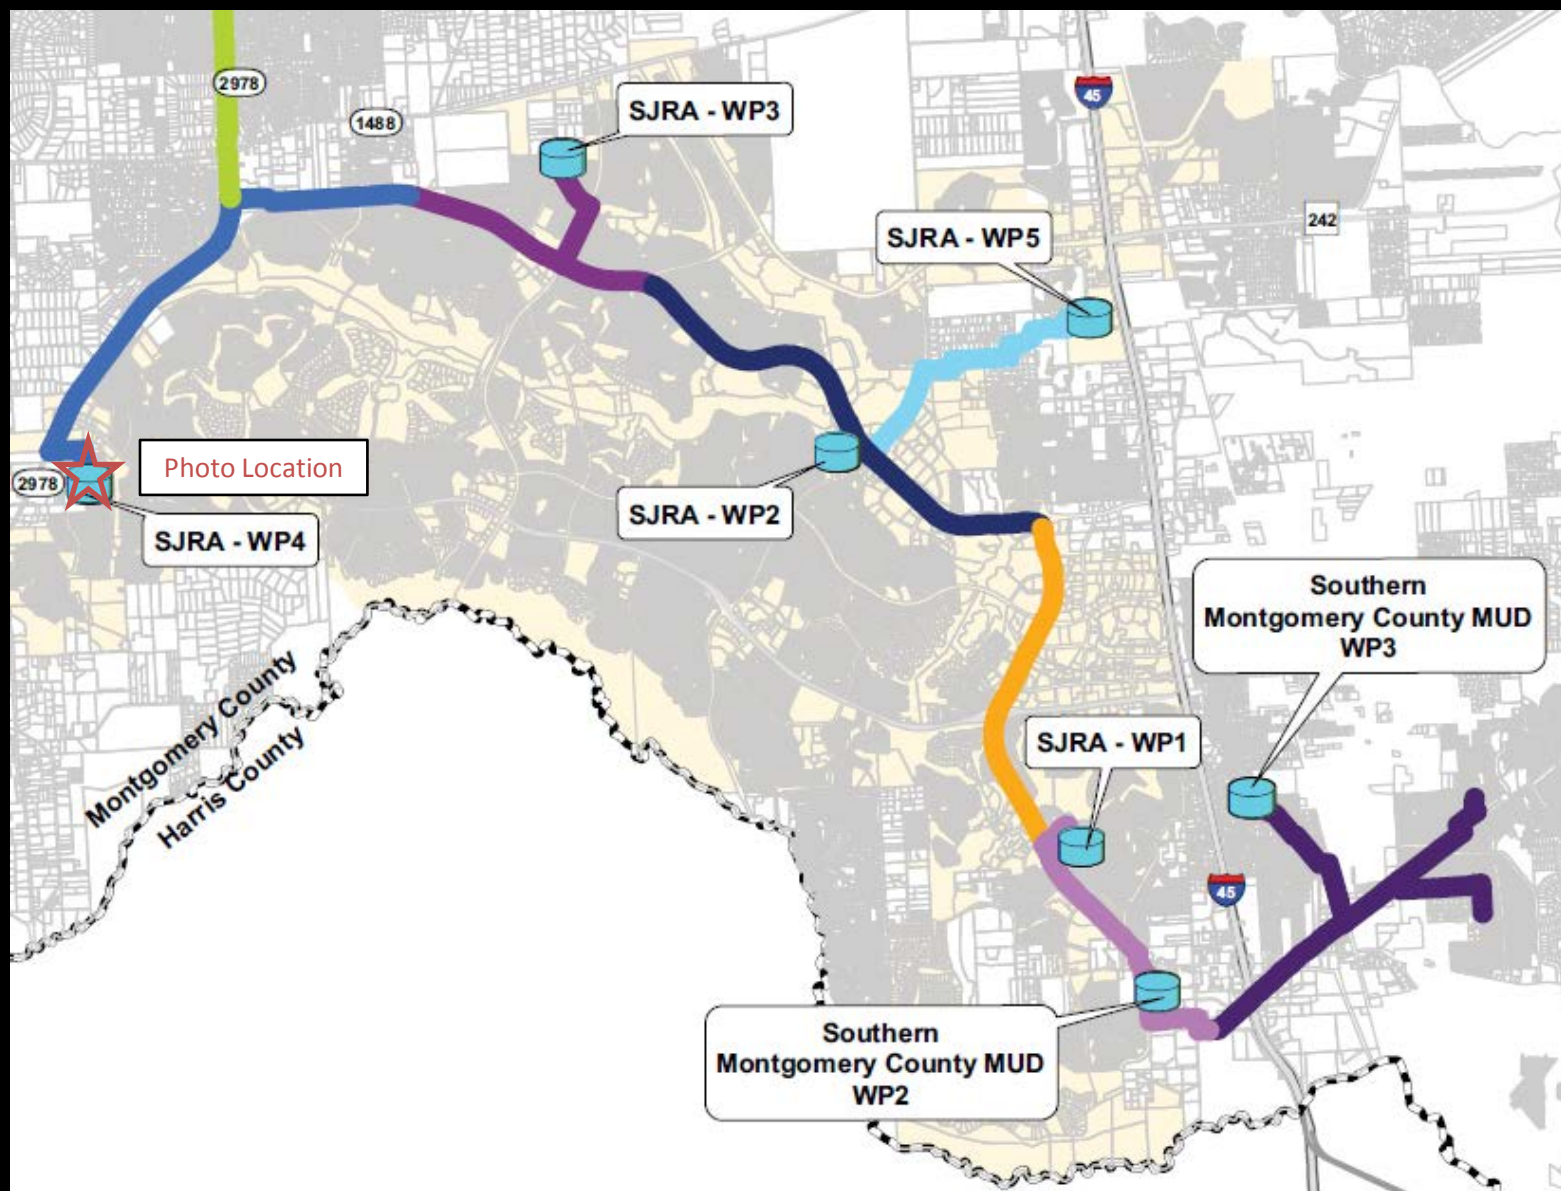 2978
1488
SJRA - WP3
45
SJRA - WP5
242
Photo Location
2978
SJRA - WP4
SJRA - WP2
Southern
Montgomery County MUD
WP3
Montgomery County
Harris County
SJRA - WP1
45
Southern
Montgomery County MUD
WP2